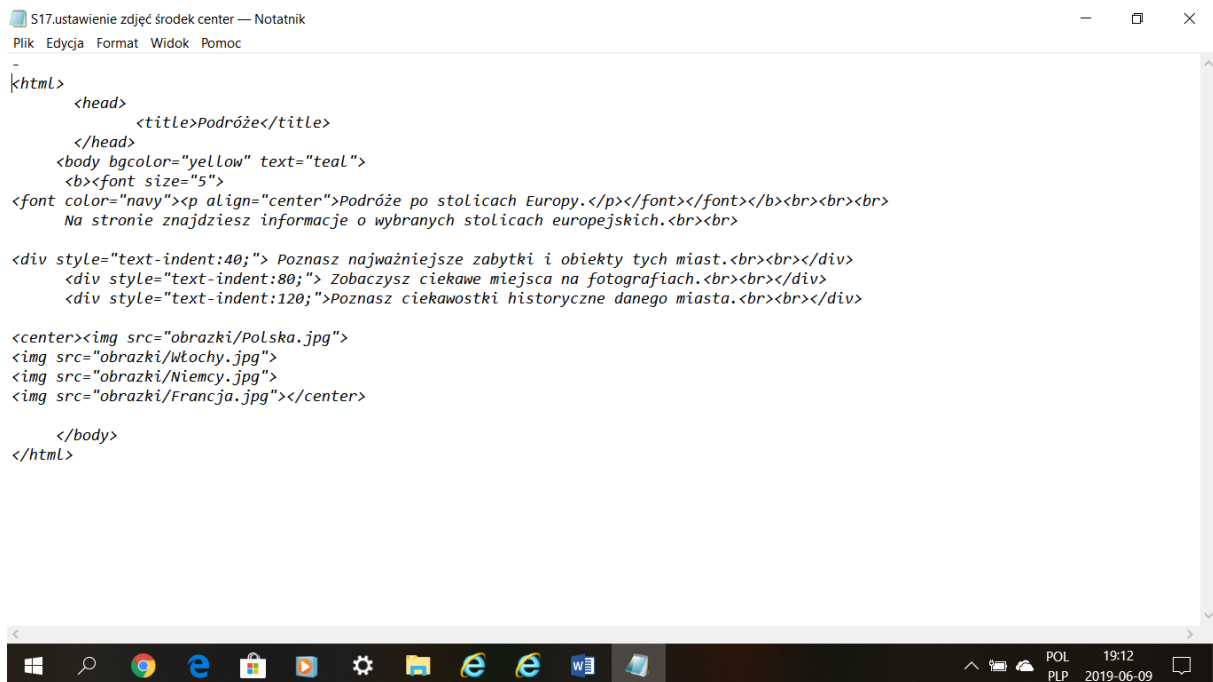 S17.ustawienie zdjęć środek center — Notatnik
Plik Edycja Format Widok Pomoc
-
<html>
<head>
<title>Podróże</title>
</head>
<body bgcolor="yellow" text="teal">
<b><font size="5">
<font color="navy"><p align="center">Podróże po stolicach Europy.</p></font></font></b><br><br><br>
Na stronie znajdziesz informacje o wybranych stolicach europejskich.<br><br>
<div style="text-indent:40;"> Poznasz najważniejsze zabytki i obiekty tych miast.<br><br></div>
<div style="text-indent:80;"> Zobaczysz ciekawe miejsca na fotografiach.<br><br></div>
<div style="text-indent:120;">Poznasz ciekawostki historyczne danego miasta.<br><br></div>
<center><img src="obrazki/Polska.jpg">
<img src="obrazki/Włochy.jpg">
<img src="obrazki/Niemcy.jpg">
<img src="obrazki/Francja.jpg"></center>
</body>
</html>
POL 19:12
PLP 2019-06-09